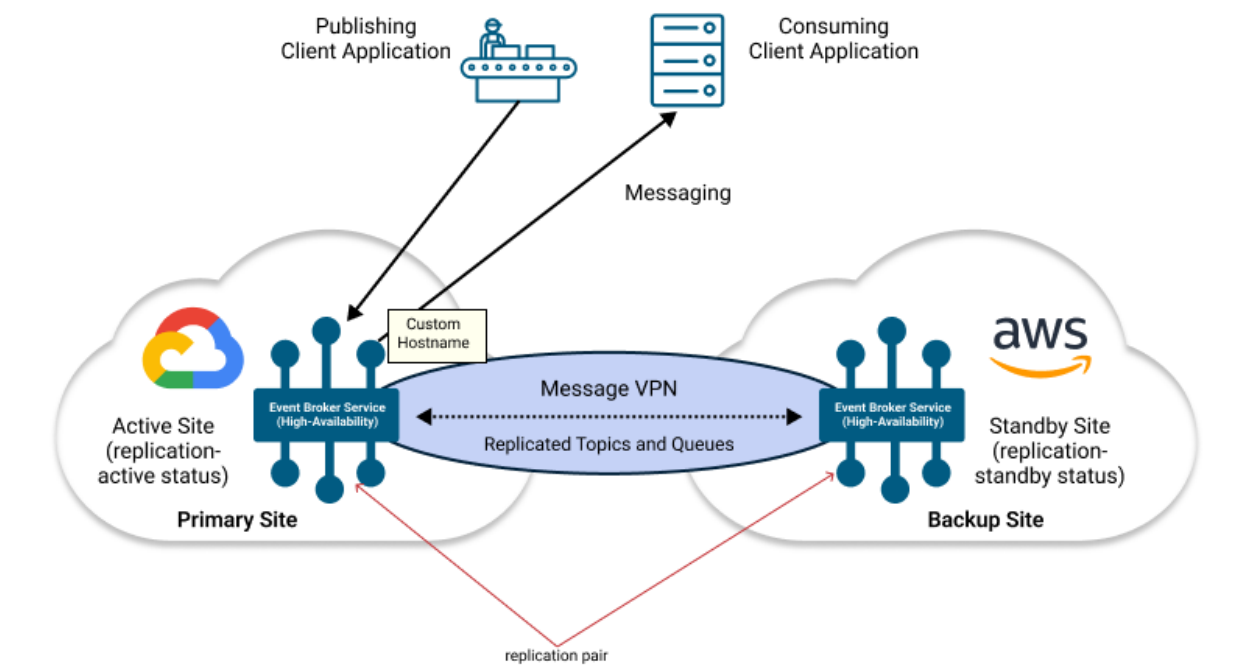 Publishing
Client Application
Consuming
Client Application
Messaging
Custom
Hostname
aws
Message VPN
Event Broker Service
(High-Availability)
Event Broker Service
(High-Availability)
Active Site
(replication-
active status)
Replicated Topics and Queues
Standby Site
(replication-
standby status)
Primary Site
Backup Site
replication pair